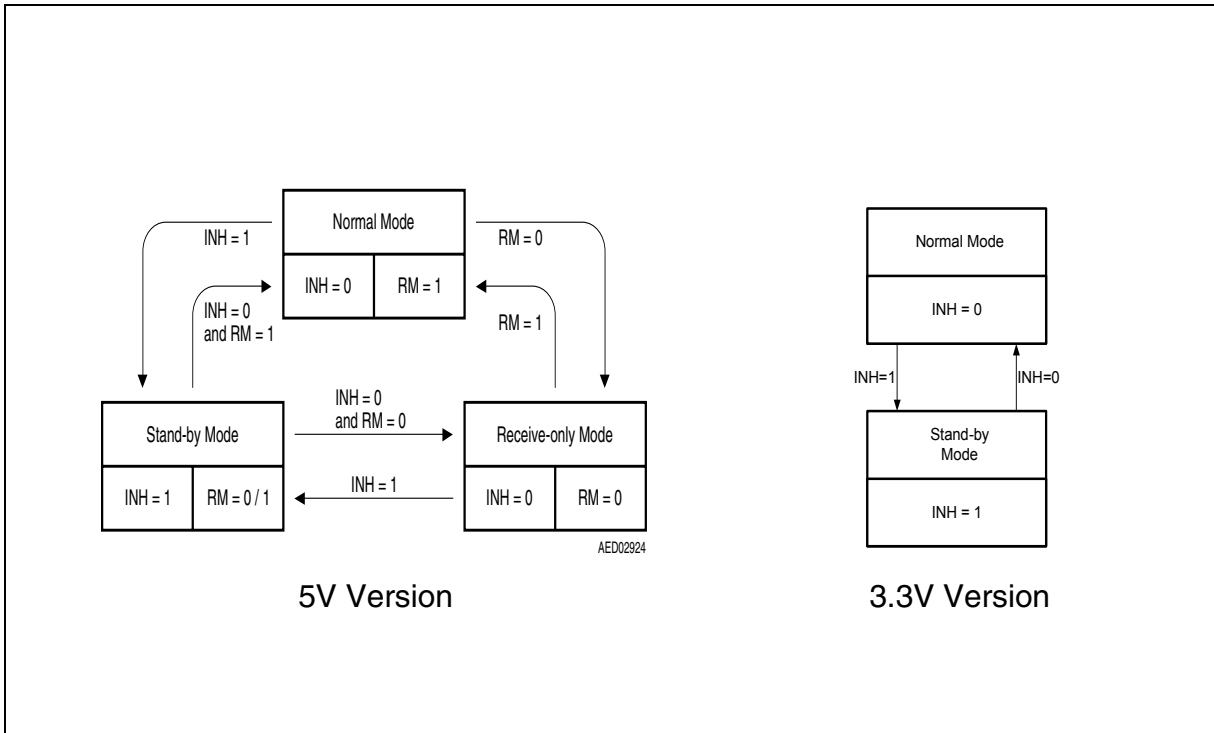 Normal Mode
INH = 0
RM = 1
INH = 1
RM = 0
INH = 0
and RM = 1
RM = 1
INH = 0
and RM = 0
Stand-by Mode
INH = 1
RM = 0 / 1
INH = 1
Receive-only Mode
INH = 0
RM = 0
AED02924
5V Version
Normal Mode
INH = 0
INH=1
INH=0
Stand-by
Mode
INH = 1
3.3V Version